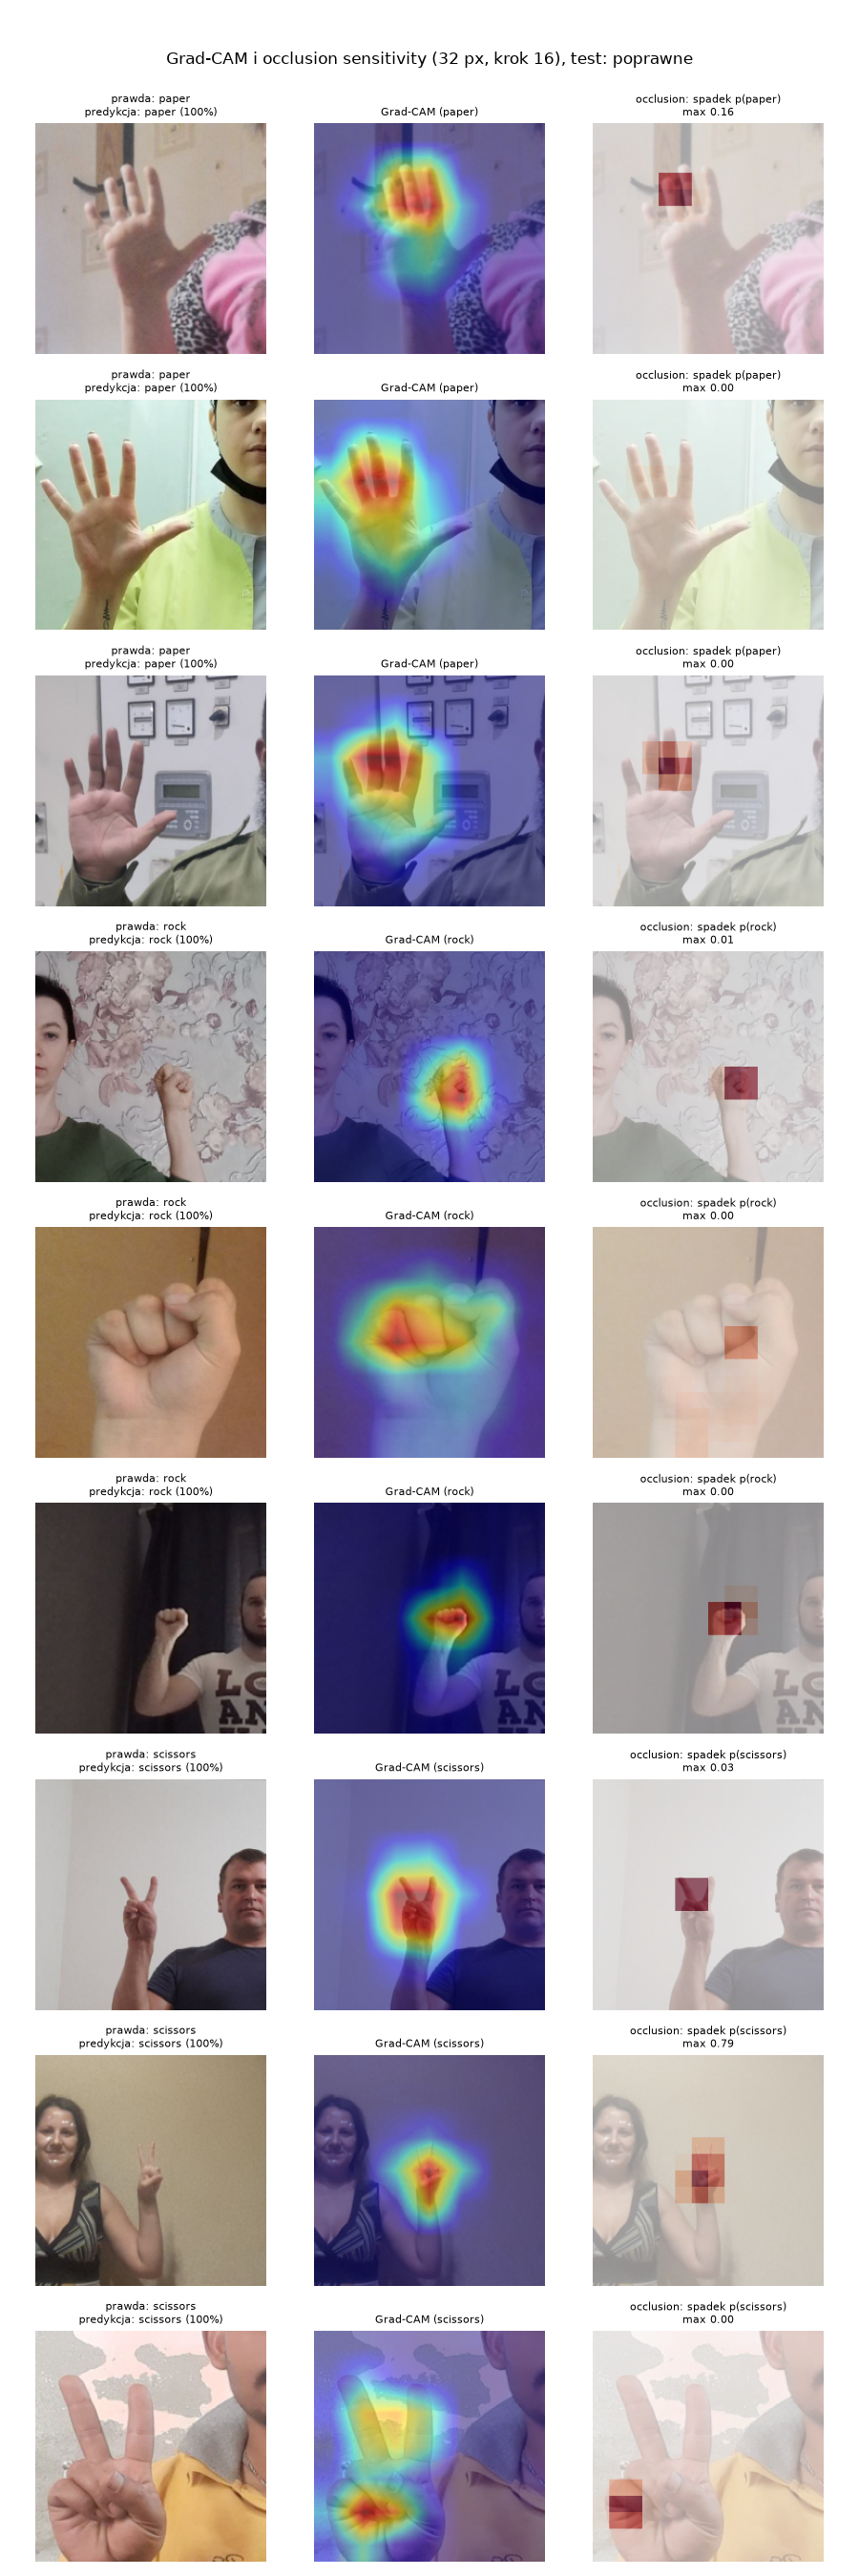 Grad-CAM i occlusion sensitivity (32 px, krok 16), test: poprawne
prawda: paper
predykcja: paper (100%)
Grad-CAM (paper)
occlusion: spadek p(paper)
max 0.16
prawda: paper
predykcja: paper (100%)
Grad-CAM (paper)
occlusion: spadek p(paper)
max 0.00
prawda: paper
predykcja: paper (100%)
Grad-CAM (paper)
occlusion: spadek p(paper)
max 0.00
prawda: rock
predykcja: rock (100%)
Grad-CAM (rock)
occlusion: spadek p(rock)
max 0.01
prawda: rock
predykcja: rock (100%)
Grad-CAM (rock)
occlusion: spadek p(rock)
max 0.00
prawda: rock
predykcja: rock (100%)
Grad-CAM (rock)
occlusion: spadek p(rock)
max 0.00
prawda: scissors
predykcja: scissors (100%)
Grad-CAM (scissors)
occlusion: spadek p(scissors)
max 0.03
prawda: scissors
predykcja: scissors (100%)
Grad-CAM (scissors)
occlusion: spadek p(scissors)
max 0.79
prawda: scissors
predykcja: scissors (100%)
Grad-CAM (scissors)
occlusion: spadek p(scissors)
max 0.00